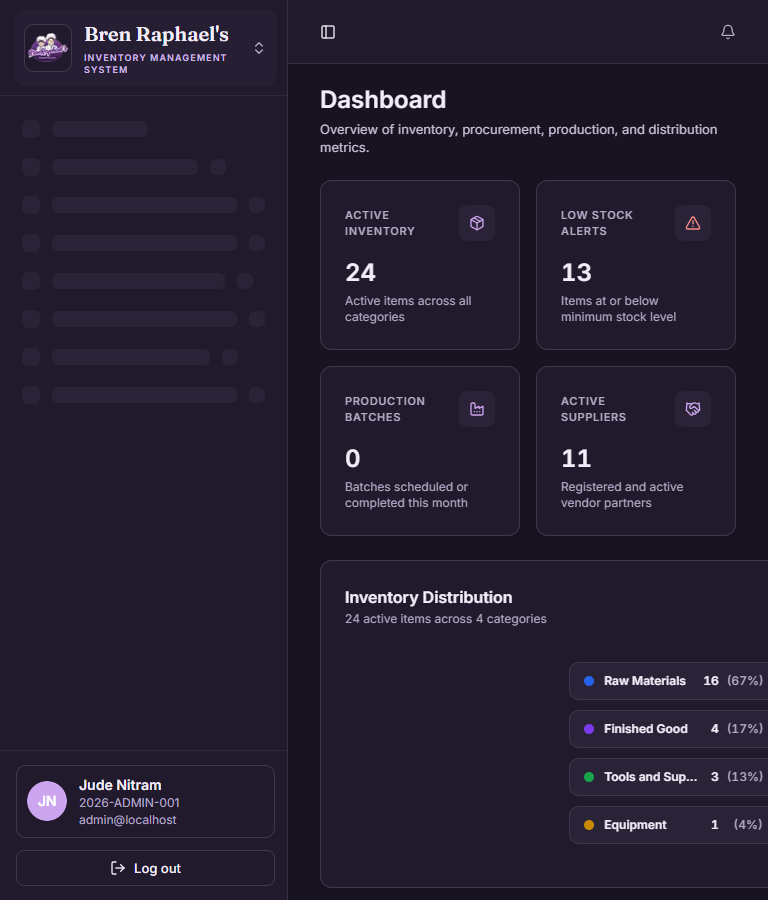 Bren Raphael's
INVENTORY MANAGEMENT
SYSTEM
Dashboard
Overview of inventory, procurement, production, and distribution
metrics.
ACTIVE
INVENTORY
24
Active items across all
categories
LOW STOCK
ALERTS
13
Items at or below
minimum stock level
PRODUCTION
BATCHES
0
Batches scheduled or
completed this month
ACTIVE
SUPPLIERS
11
Registered and active
vendor partners
Inventory Distribution
24 active items across 4 categories
Raw Materials 16 (67%)
Finished Good 4 (17%)
Tools and Sup... 3 (13%)
Equipment 1 (4%)
JN
Jude Nitram
2026-ADMIN-001
admin@localhost
Log out